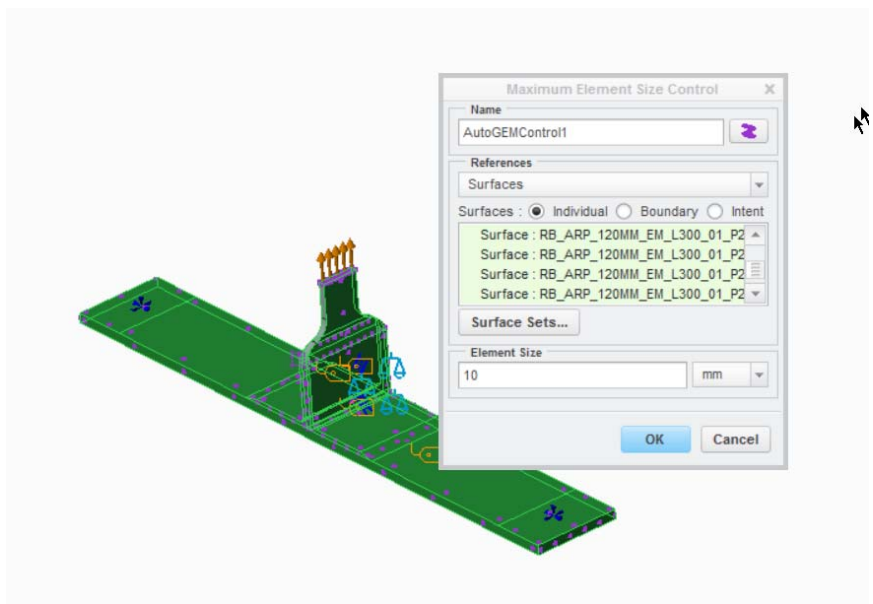 Maximum Element Size Control
Name
AutoGEMControl1
References
Surfaces
Surfaces : Individual Boundary Intent
Surface : RB_ARP_120MM_EM_L300_01_P2
Surface : RB_ARP_120MM_EM_L300_01_P2
Surface : RB_ARP_120MM_EM_L300_01_P2
Surface : RB_ARP_120MM_EM_L300_01_P2
Surface Sets...
Element Size
10 mm
OK Cancel